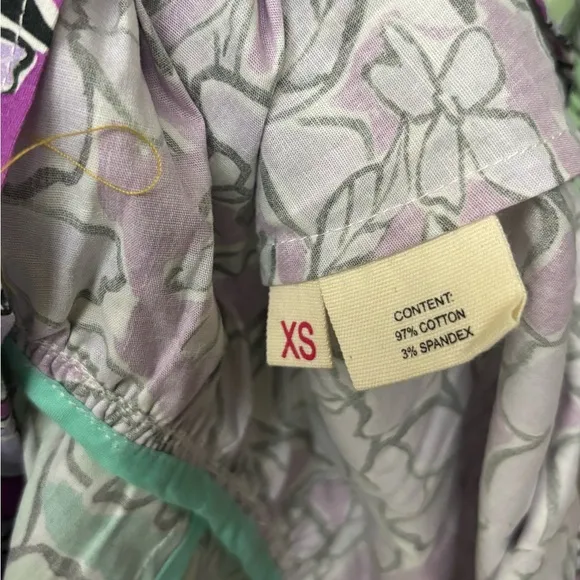 XS
CONTENT:
97% COTTON
3% SPANDEX